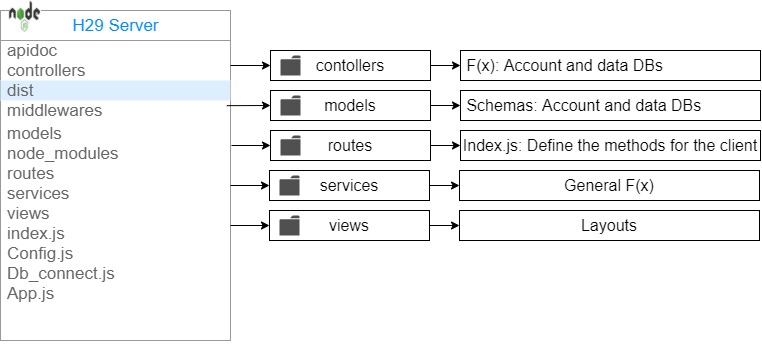 node
H29 Server
apidoc
controllers
dist
middlewares
models
node_modules
routes
services
views
index.js
Config.js
Db_connect.js
App.js
contollers
F(x): Account and data DBs
models
Schemas: Account and data DBs
routes
Index.js: Define the methods for the client
services
General F(x)
views
Layouts